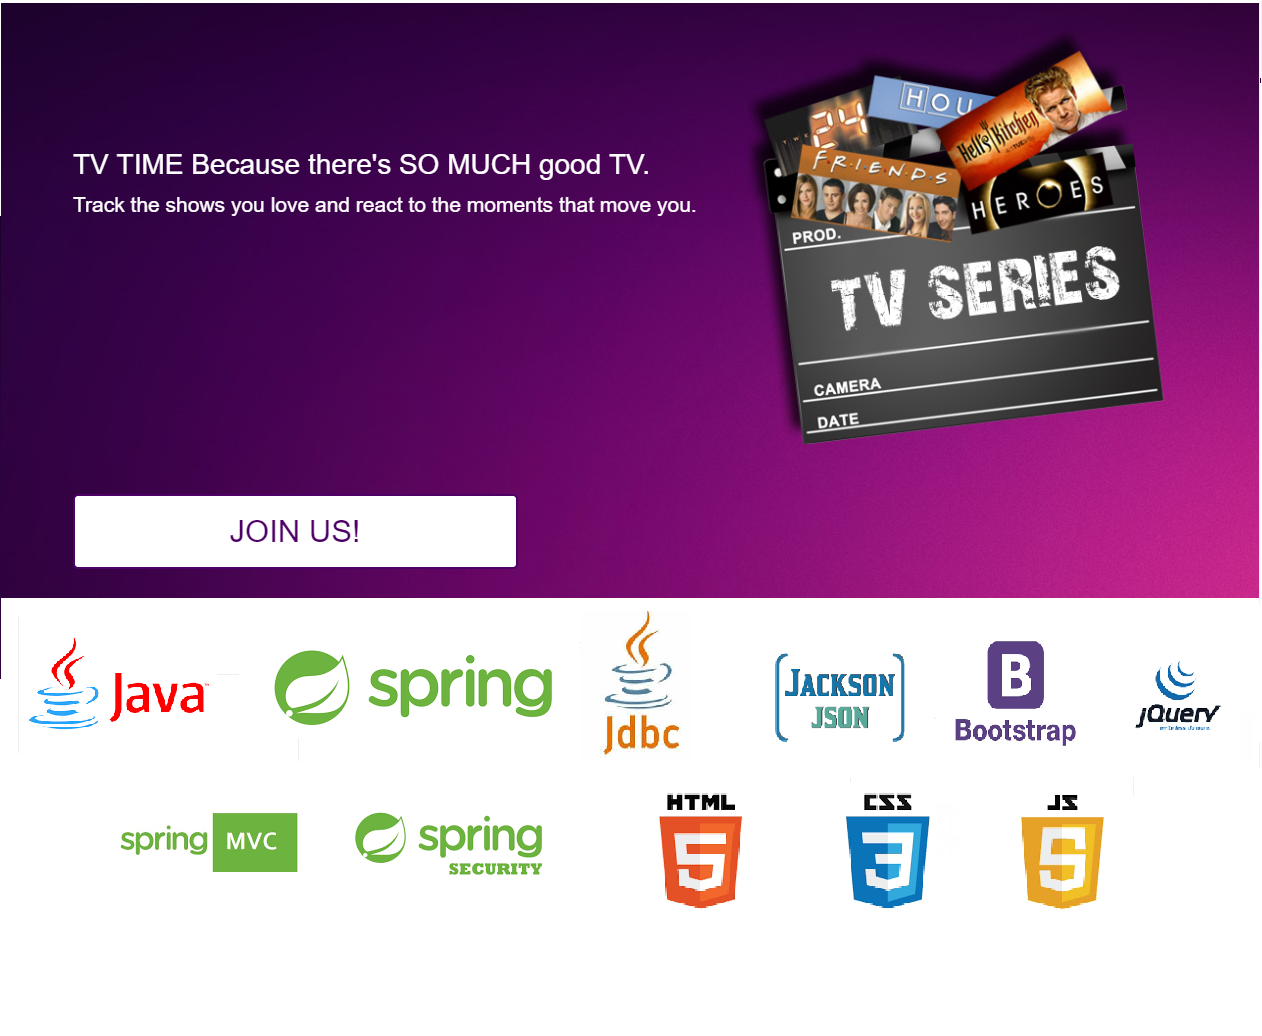 TV TIME Because there's SO MUCH good TV.
Track the shows you love and react to the moments that move you.
24
HOU
Hell's Kitchen
F·R·I·E·N·D·S
HEROES
PROD.
TV SERIES
CAMERA
DATE
JOIN US!
Java
spring
Jdbc
JACKSON
JSON
B
Bootstrap
jQuery
spring MVC
spring
SECURITY
HTML
5
CSS
3
JS
5